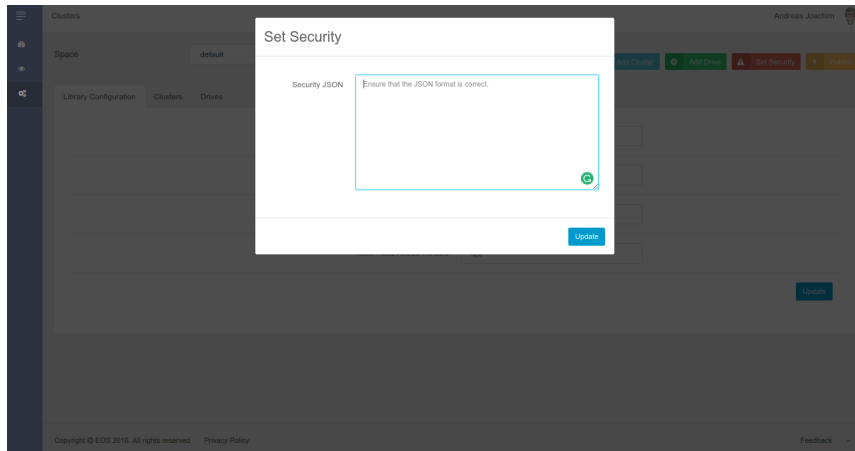 Clusters
Andreas Joachim
Set Security
Space
default
Add Cluster
Add Drive
Set Security
Library Configuration
Clusters
Drives
Security JSON
Ensure that the JSON format is correct.
Update
Update
Copyright © EOS 2018. All rights reserved
Privacy Policy
Feedback